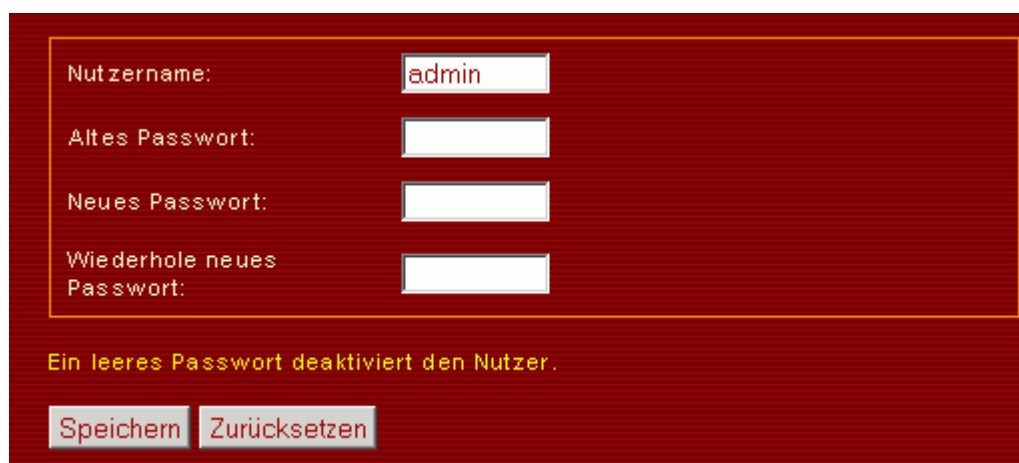 Nutzername:
admin
Altes Passwort:
Neues Passwort:
Wiederhole neues
Passwort:
Ein leeres Passwort deaktiviert den Nutzer.
Speichern Zurücksetzen